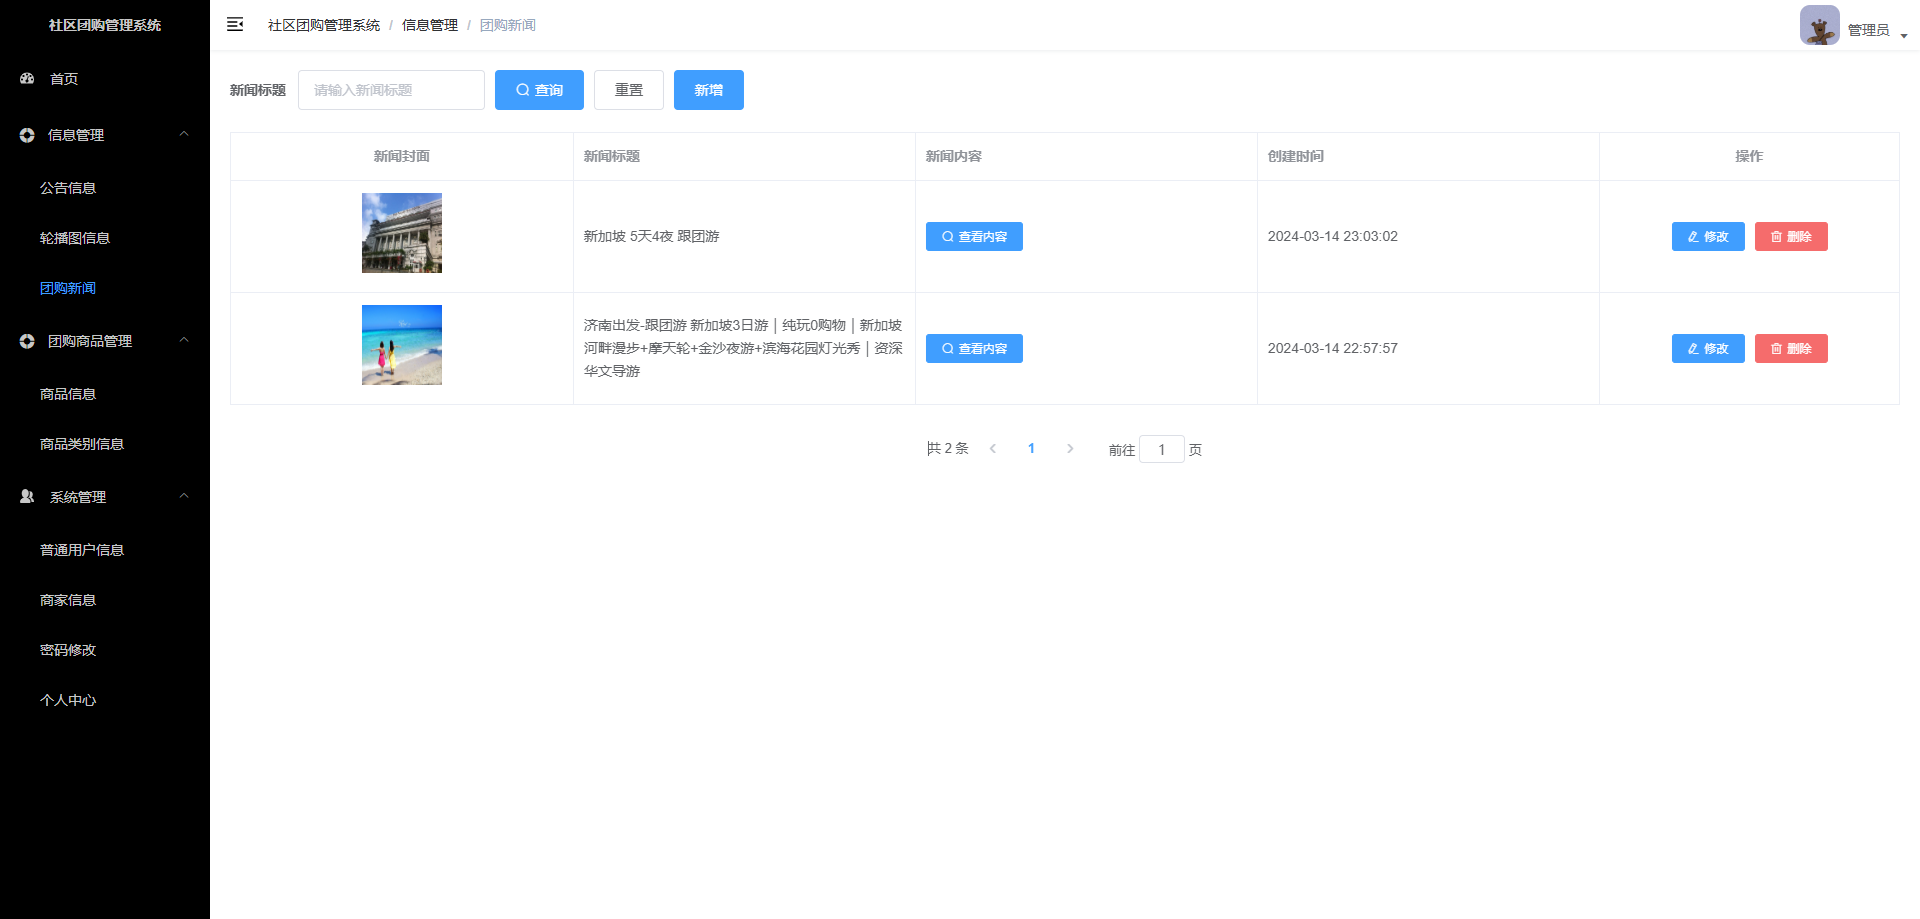 社区团购管理系统
首页
信息管理
公告信息
轮播图信息
团购新闻
团购商品管理
商品信息
商品类别信息
系统管理
普通用户信息
商家信息
密码修改
个人中心
社区团购管理系统 / 信息管理 / 团购新闻
管理员
新闻标题 请输入新闻标题 查询 重置 新增
新闻封面 新闻标题 新闻内容 创建时间 操作
新加坡 5天4夜 跟团游 查看内容 2024-03-14 23:03:02 修改 删除
济南出发-跟团游 新加坡3日游｜纯玩0购物｜新加坡
河畔漫步+摩天轮+金沙夜游+滨海花园灯光秀｜资深
华文导游
查看内容 2024-03-14 22:57:57 修改 删除
共 2 条 1 前往 1 页